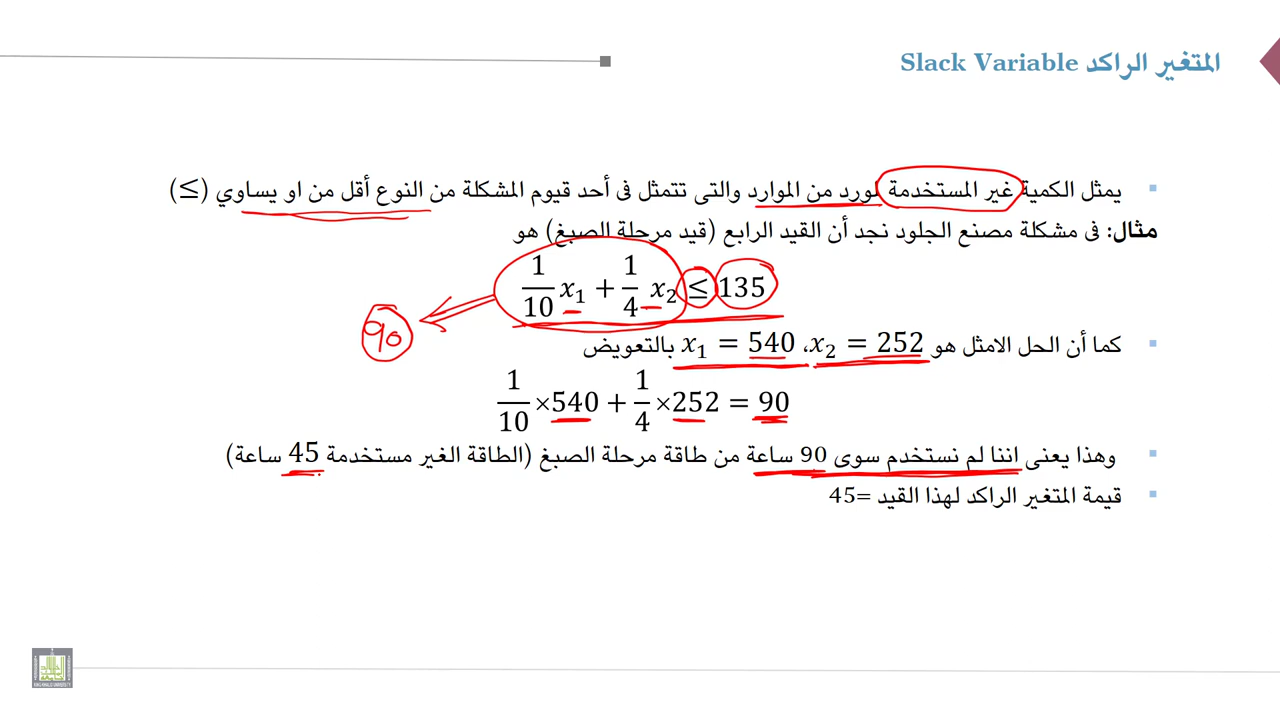 المتغير الراكد Slack Variable
يمثل الكمية غير المستخدمة لورد من الموارد والتى تتمثل فى أحد قيوم المشكلة من النوع أقل من او يساوي (≥)
مثال: فى مشكلة مصنع الجلود نجد أن القيد الرابع (قيد مرحلة الصبغ) هو
1/10 x₁ + 1/4 x₂ ≤ 135
90
كما أن الحل الامثل هو x₁ = 540 ،x₂ = 252 بالتعويض
1/10 ×540 + 1/4 ×252 = 90
وهذا يعنى اننا لم نستخدم سوى 90 ساعة من طاقة مرحلة الصبغ (الطاقة الغير مستخدمة 45 ساعة)
قيمة المتغير الراكد لهذا القيد =45